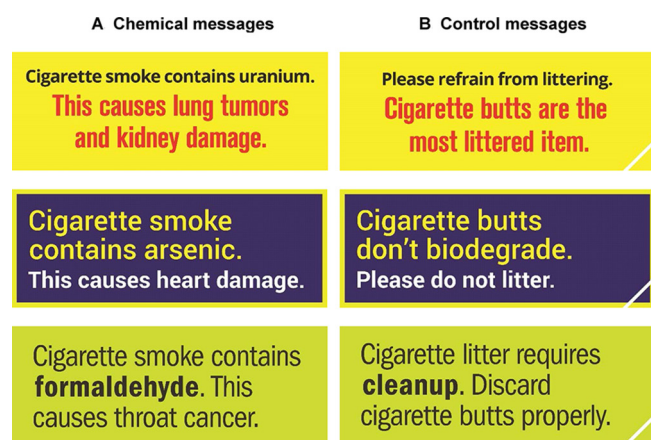 A Chemical messages
B Control messages
Cigarette smoke contains uranium.
This causes lung tumors
and kidney damage.
Please refrain from littering.
Cigarette butts are the
most littered item.
Cigarette smoke
contains arsenic.
This causes heart damage.
Cigarette butts
don’t biodegrade.
Please do not litter.
Cigarette smoke contains
formaldehyde. This
causes throat cancer.
Cigarette litter requires
cleanup. Discard
cigarette butts properly.